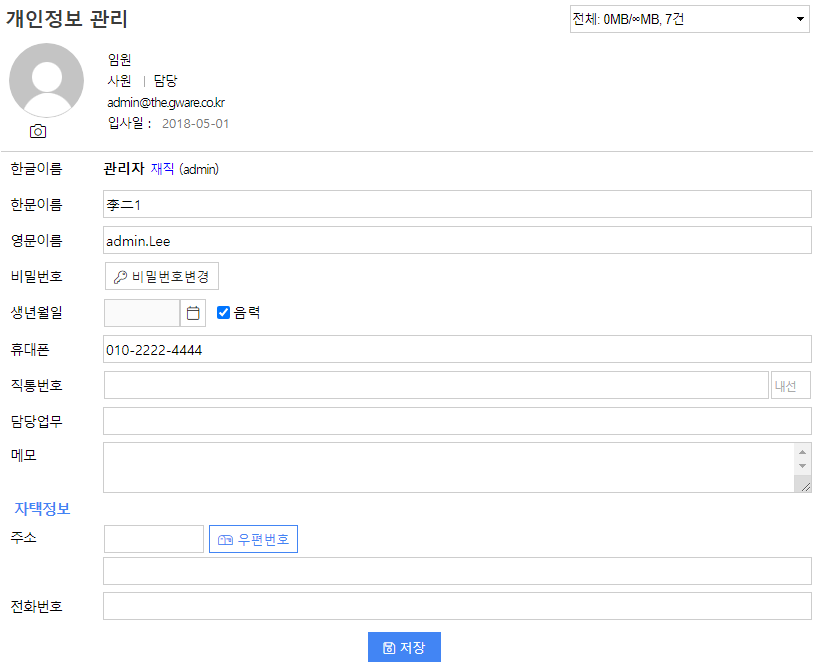 개인정보 관리
전체: 0MB/∞MB, 7건
임원
사원 | 담당
admin@the.gware.co.kr
입사일 : 2018-05-01
한글이름 관리자 재직 (admin)
한문이름 李二1
영문이름 admin.Lee
비밀번호 비밀번호변경
생년월일 음력
휴대폰 010-2222-4444
직통번호 내선
담당업무
메모
자택정보
주소 우편번호
전화번호
저장